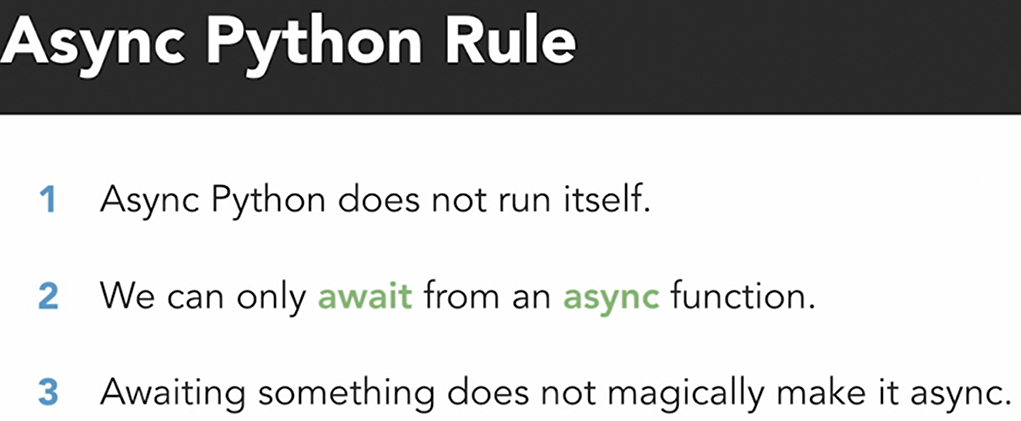 Async Python Rule
1 Async Python does not run itself.
2 We can only await from an async function.
3 Awaiting something does not magically make it async.